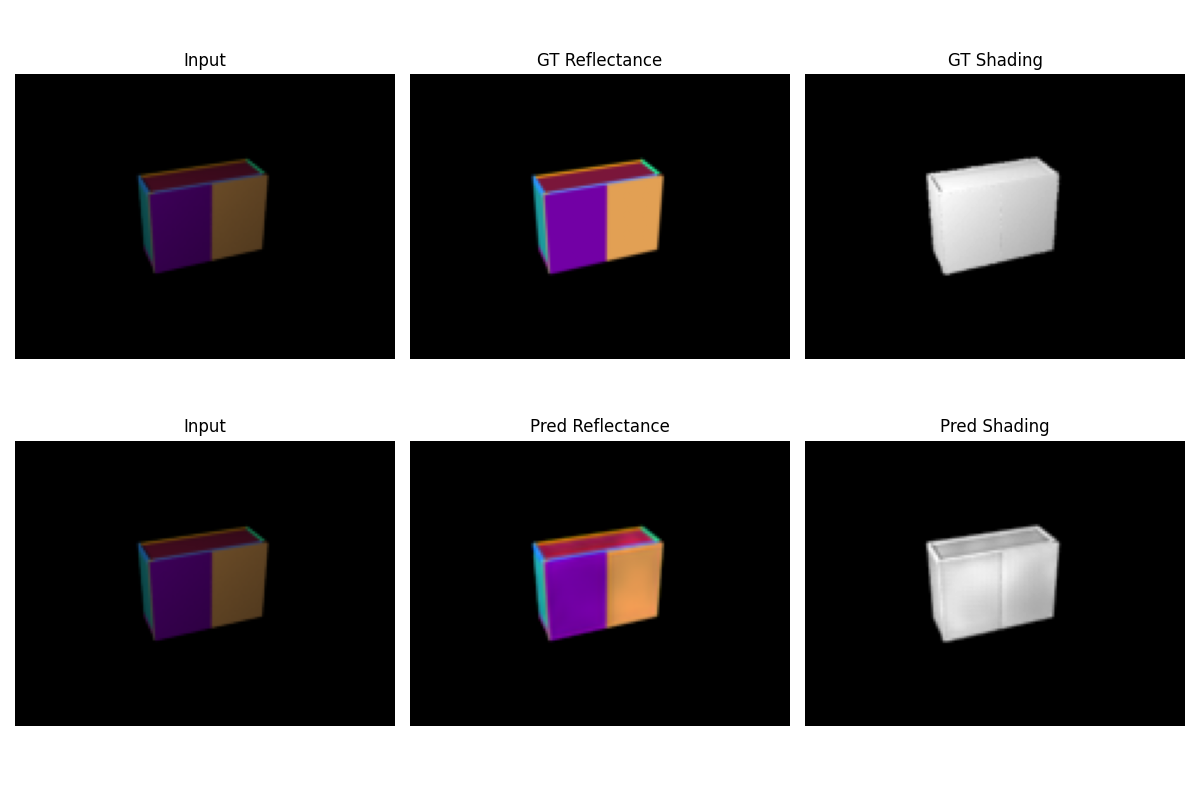 Input
GT Reflectance
GT Shading
Input
Pred Reflectance
Pred Shading